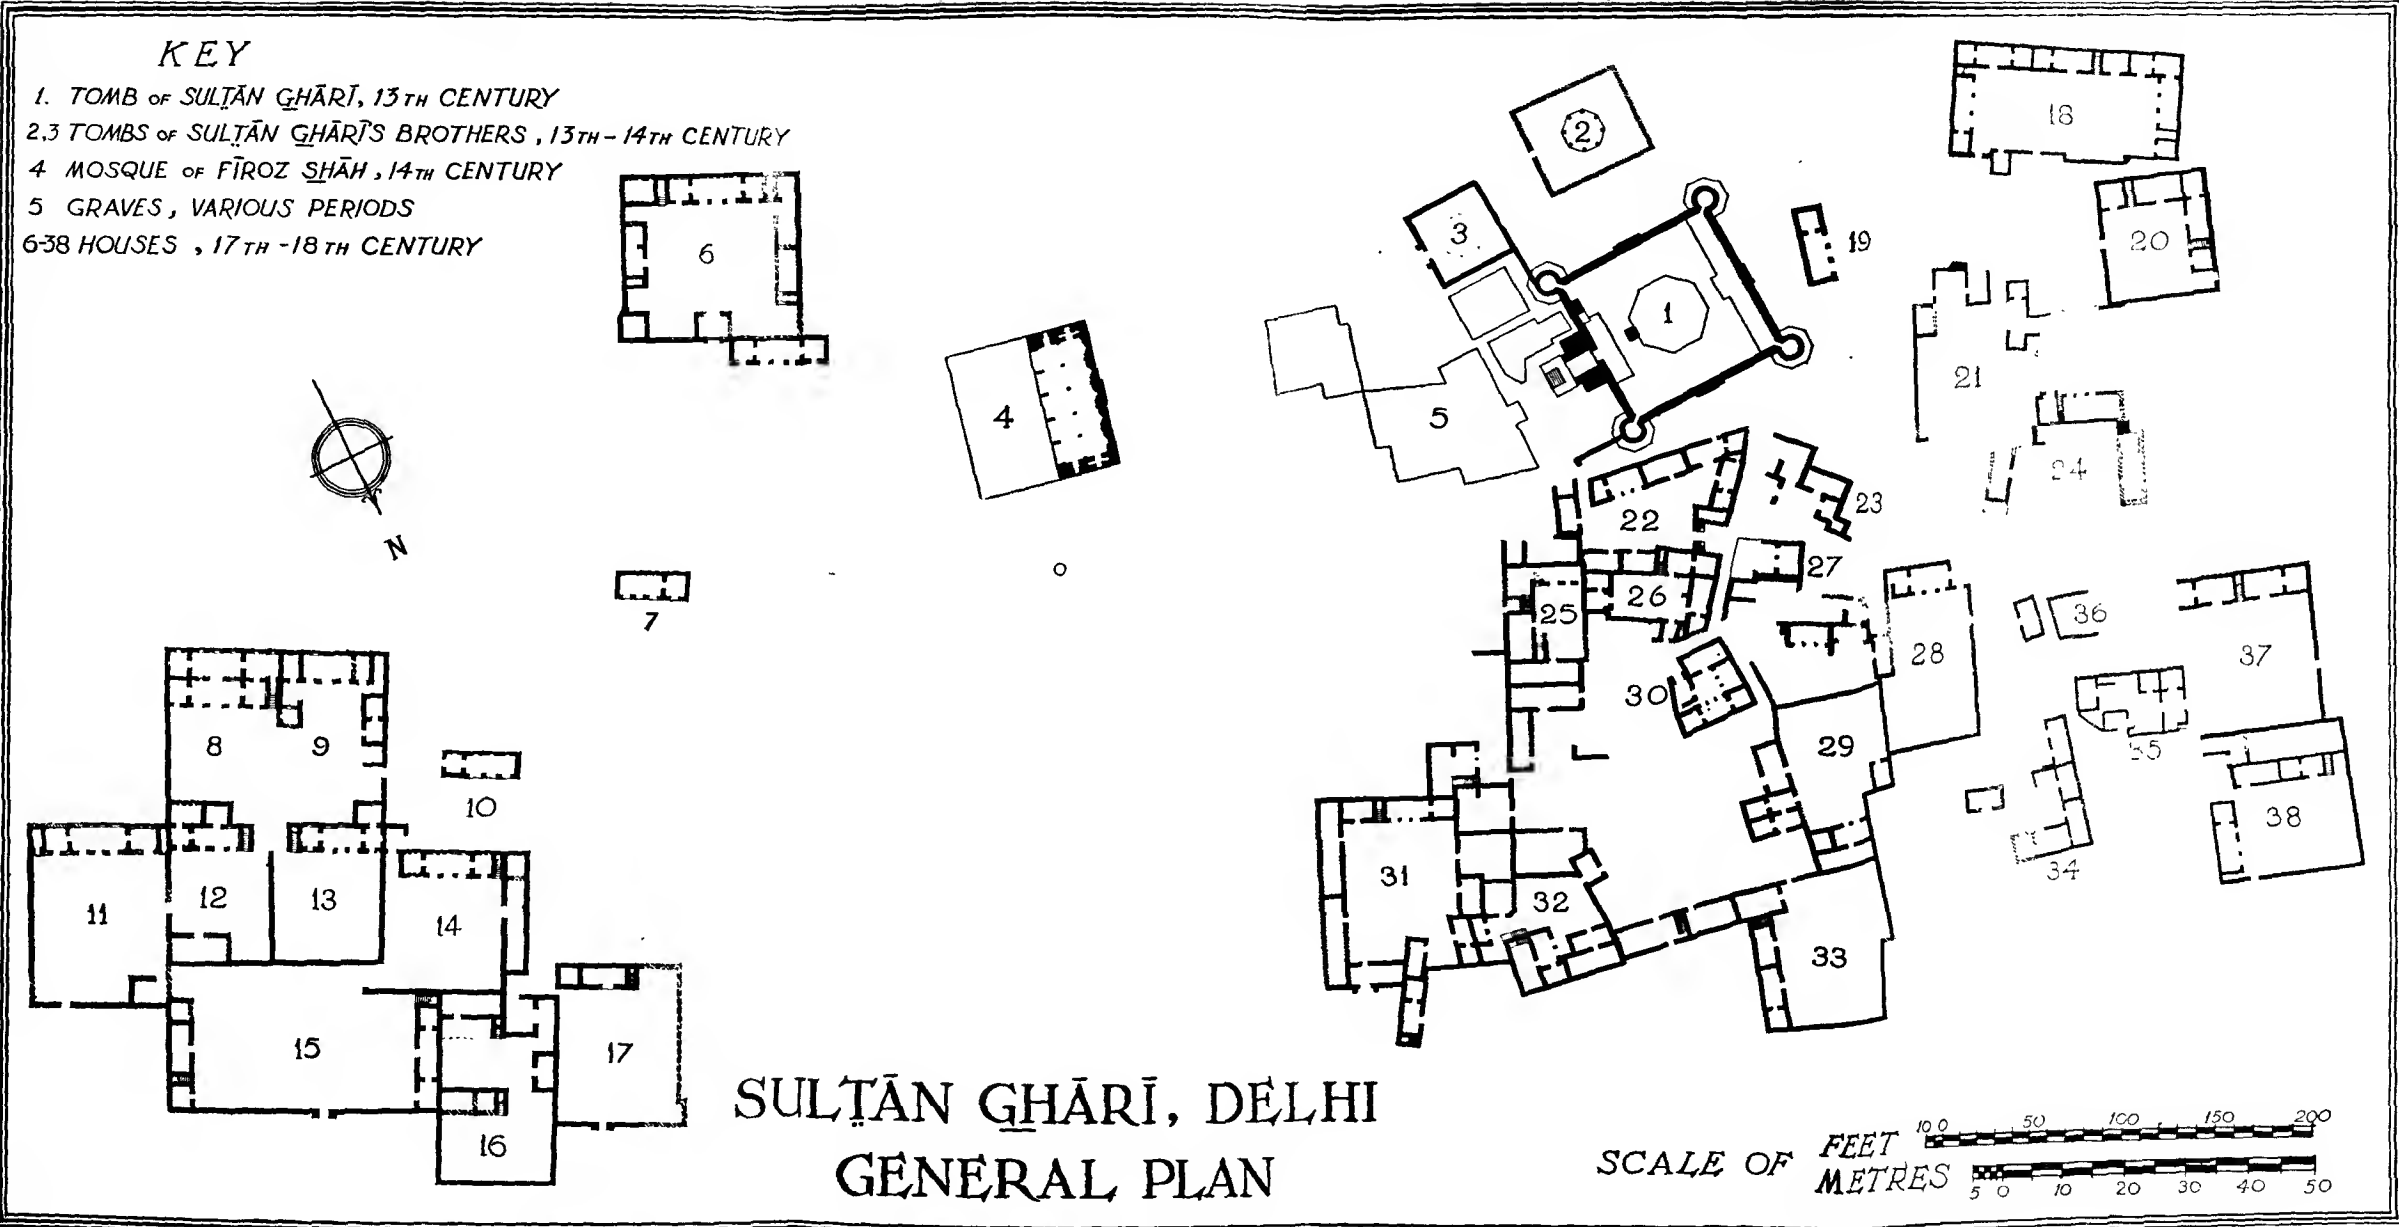 KEY
1. TOMB OF SULṬĀN G͟HĀRĪ, 13TH CENTURY
2,3 TOMBS OF SULṬĀN G͟HĀRĪ'S BROTHERS, 13TH-14TH CENTURY
4 MOSQUE OF FĪROZ S͟HĀH, 14TH CENTURY
5 GRAVES, VARIOUS PERIODS
6-38 HOUSES, 17TH-18TH CENTURY
18
2
3
19
20
6
1
21
4
5
24
23
22
N
27
7
26
25
36
28
37
30
8
9
29
35
10
38
34
31
12
11
13
32
14
33
15
17
16
SULṬĀN G͟HĀRĪ, DELHI
GENERAL PLAN
10 0 50 100 150 200
SCALE OF FEET
METRES
5 0 10 20 30 40 50